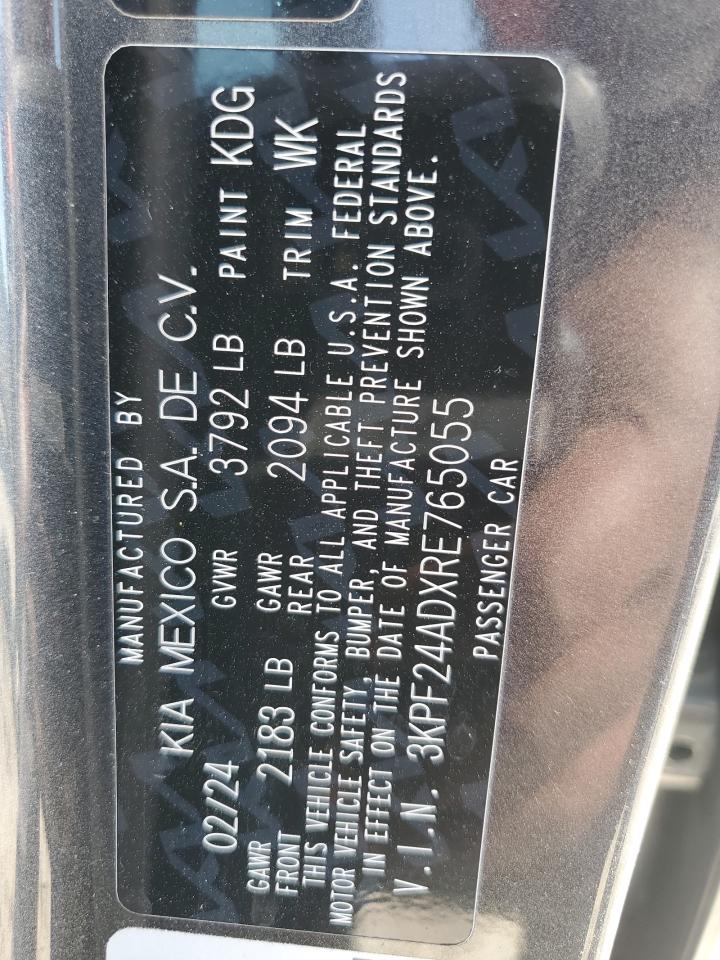 MANUFACTURED BY
KIA MEXICO S.A. DE C.V.
02/24 GVWR 3792 LB PAINT KDG
GAWR FRONT 2183 LB GAWR REAR 2094 LB TRIM WK
THIS VEHICLE CONFORMS TO ALL APPLICABLE U.S.A. FEDERAL
MOTOR VEHICLE SAFETY, BUMPER, AND THEFT PREVENTION STANDARDS
IN EFFECT ON THE DATE OF MANUFACTURE SHOWN ABOVE.
V.I.N. 3KPF24ADXRE765055
PASSENGER CAR